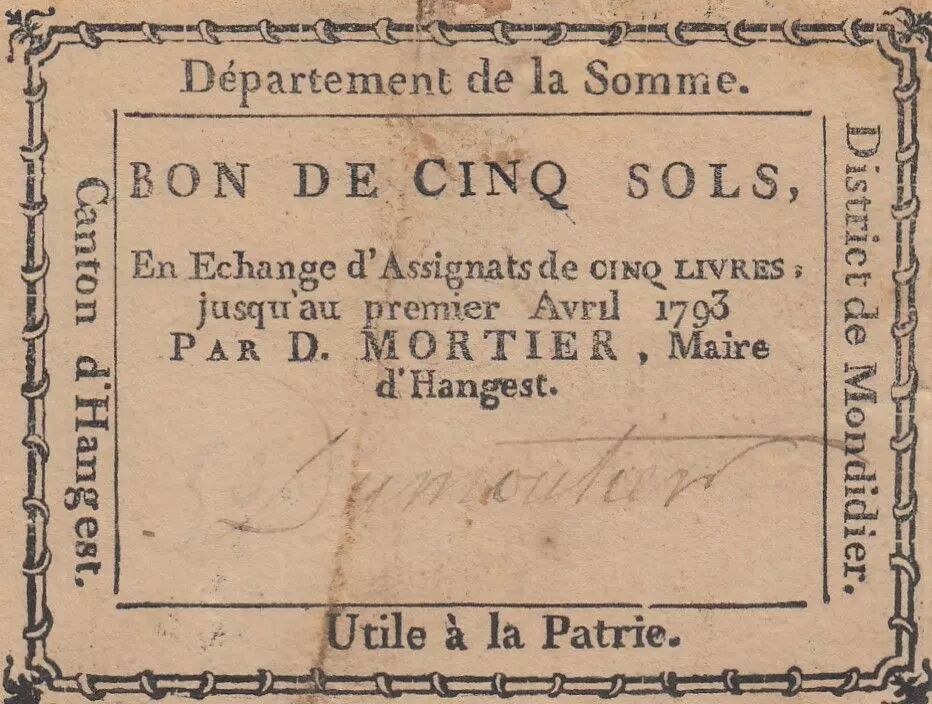 Département de la Somme.
Canton d'Hangest.
BON DE CINQ SOLS,
En Echange d'Assignats de CINQ LIVRES ;
jusqu'au premier Avril 1793
PAR D. MORTIER, Maire
d'Hangest.
Dumoutier
District de Mondidier.
Utile à la Patrie.